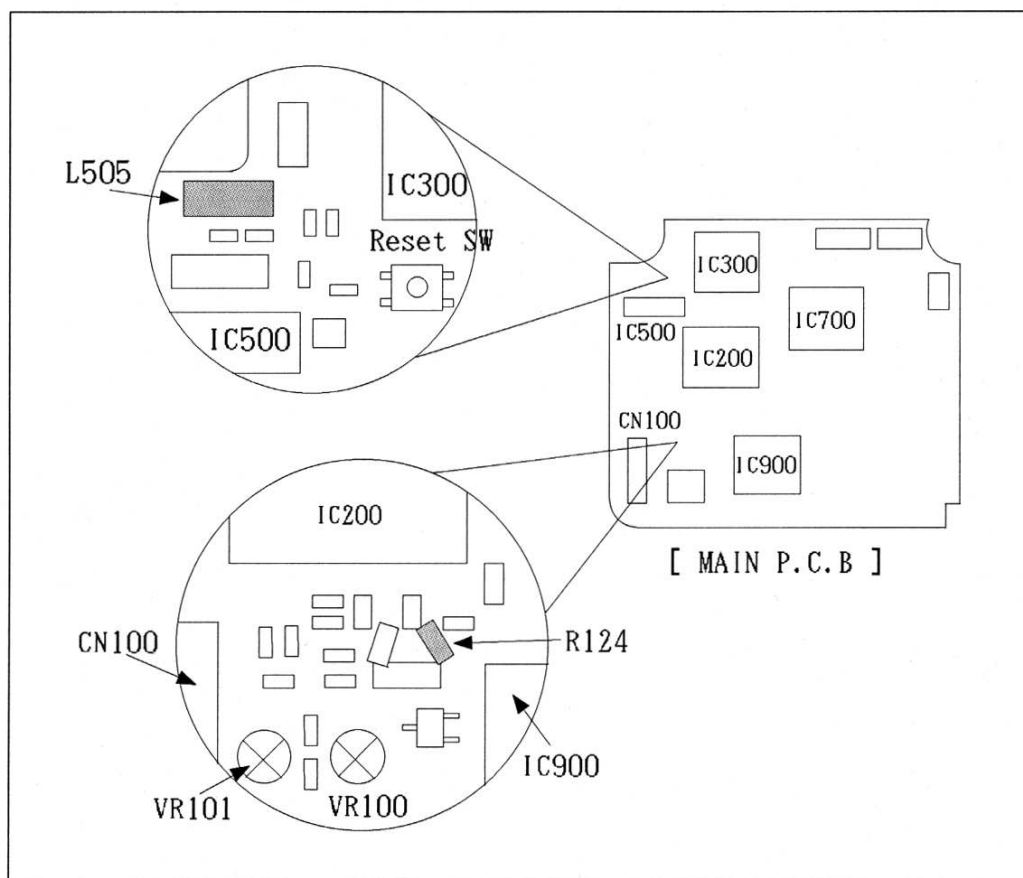 L505
IC300
Reset SW
IC500
IC300
IC500
IC700
IC200
CN100
IC900
[ MAIN P.C.B ]
IC200
CN100
R124
IC900
VR101
VR100